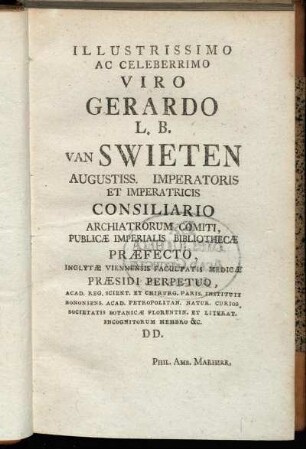 ILLUSTRISSIMO
AC CELEBERRIMO
VIRO
GERARDO
L. B.
VAN SWIETEN
AUGUSTISS. IMPERATORIS
ET IMPERATRICIS
CONSILIARIO
ARCHIATRORUM COMITI,
PUBLICÆ IMPERIALIS BIBLIOTHECÆ
PRÆFECTO,
INCLYTÆ VIENNENSIS FACULTATIS MEDICÆ
PRÆSIDI PERPETUO,
ACAD. REG. SCIENT. ET CHIRURG. PARIS. INSTITUTI
BONONIENS. ACAD. PETROPOLITAN. NATUR. CURIOS.
SOCIETATIS BOTANICÆ FLORENTIN. ET LITERAT.
INCOGNITORUM MEMBRO &c.
DD.
PHIL. AMB. MARHERR.